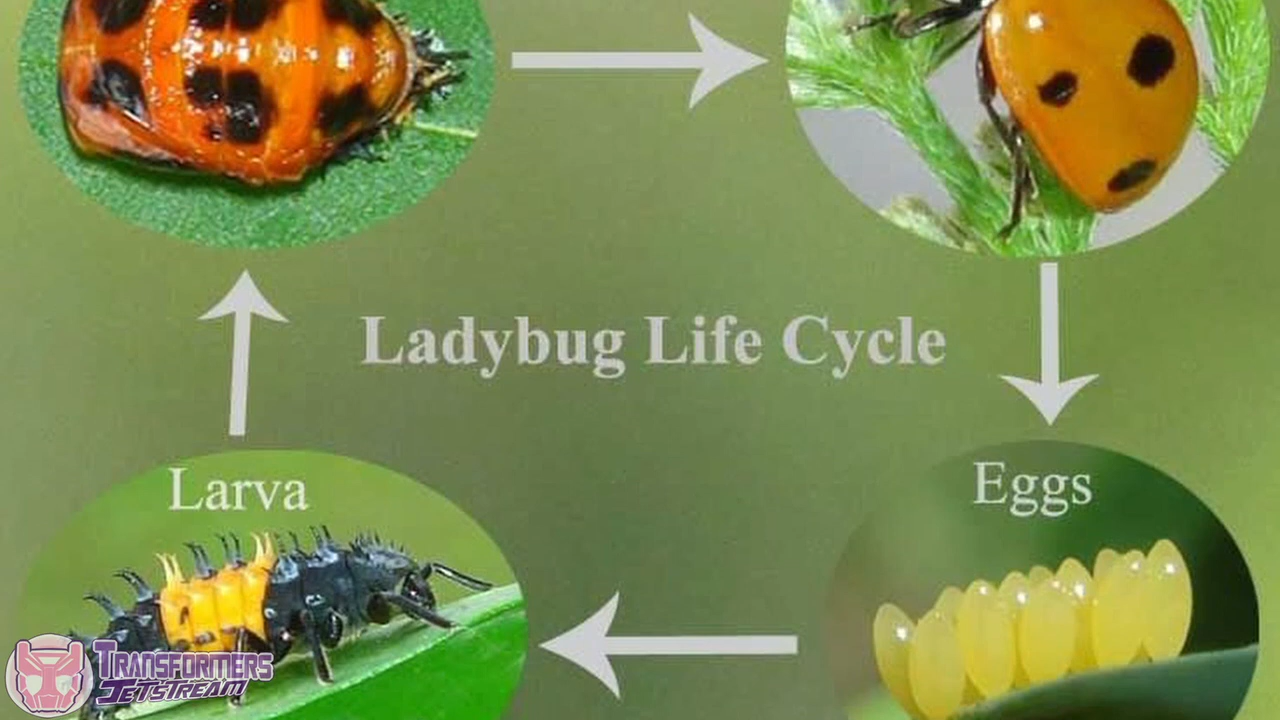 Ladybug Life Cycle
Larva
Eggs
TRANSFORMERS
JETSTREAM